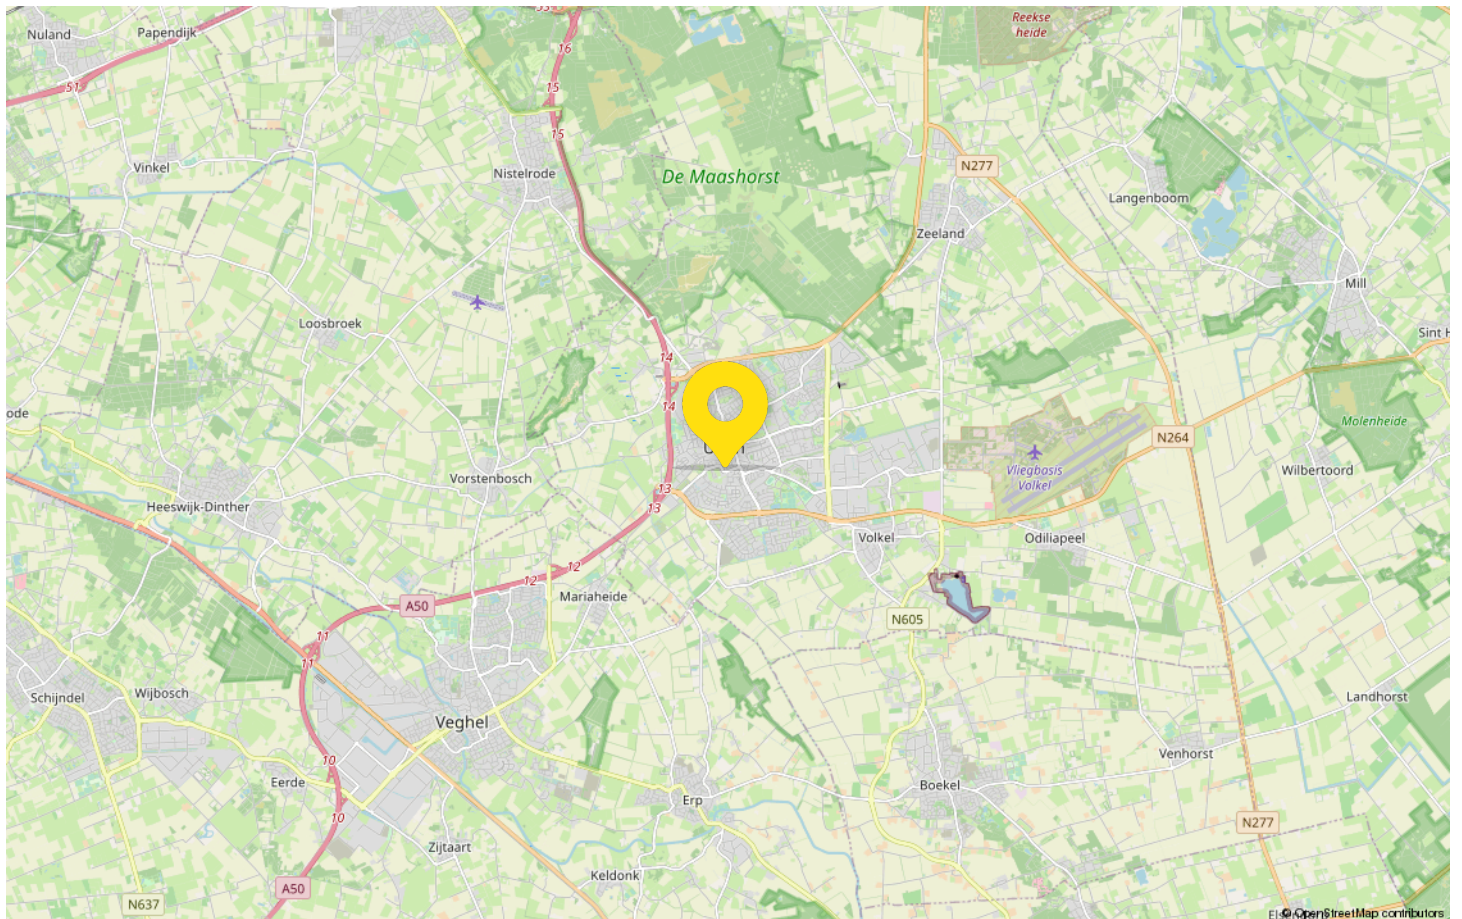 53
Reekse
heide
Nuland
Papendijk
16
51
15
15
Vinkel
Nistelrode
De Maashorst
N277
Langenboom
Zeeland
Mill
Loosbroek
Sint H
14
14
ode
Molenheide
N264
Vliegbasis
Volkel
Wilbertoord
Vorstenbosch
13
13
Heeswijk-Dinther
Volkel
Odiliapeel
12
12
Mariaheide
A50
N605
11
11
Schijndel
Wijbosch
Landhorst
Veghel
Venhorst
10
Eerde
Boekel
Erp
10
N277
Zijtaart
Keldonk
A50
N637
© OpenStreetMap contributors